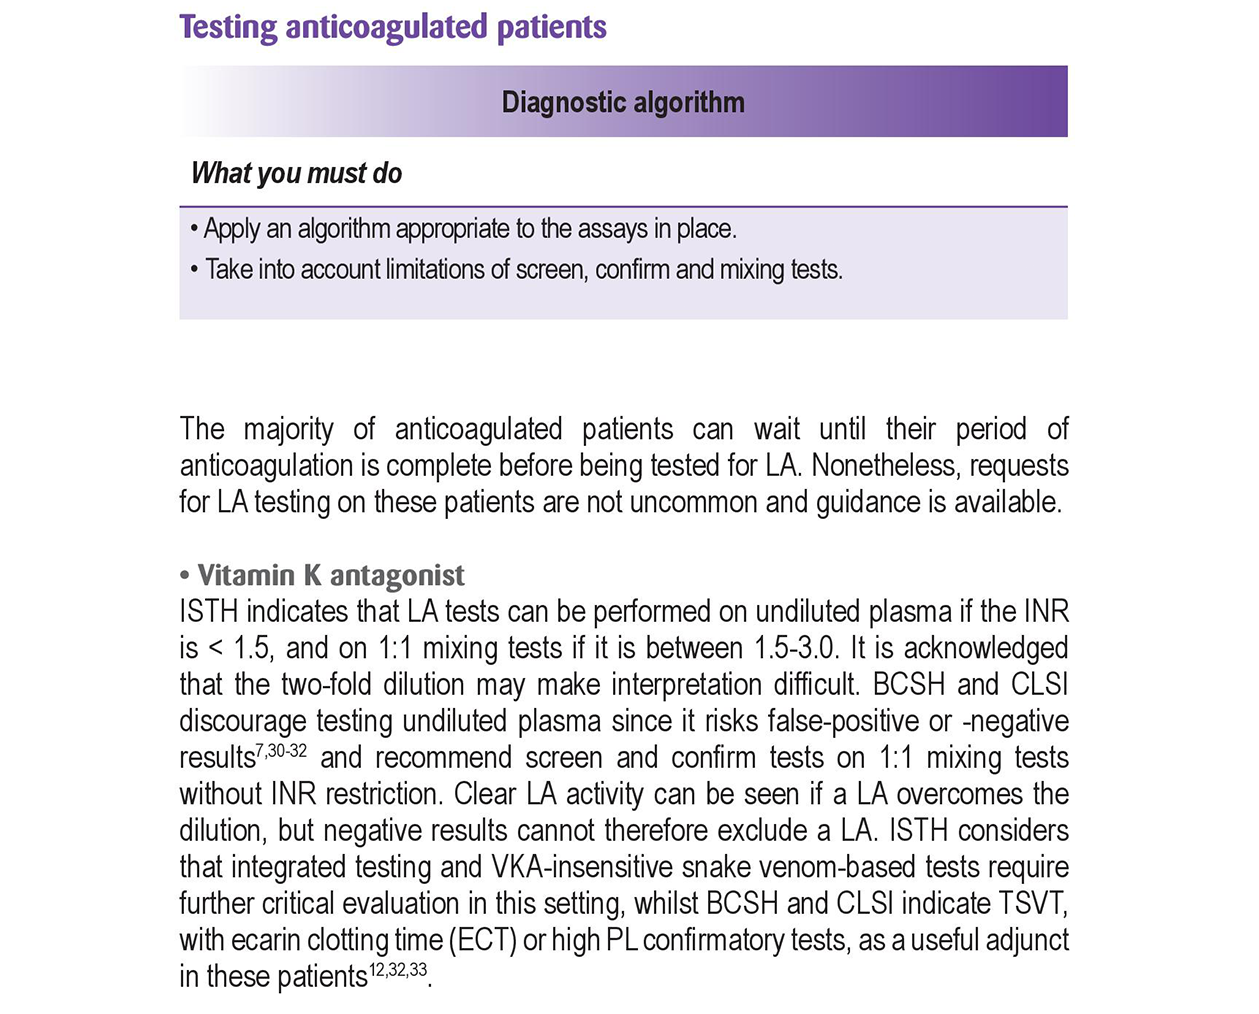 Testing anticoagulated patients
Diagnostic algorithm
What you must do
• Apply an algorithm appropriate to the assays in place.
• Take into account limitations of screen, confirm and mixing tests.
The majority of anticoagulated patients can wait until their period of
anticoagulation is complete before being tested for LA. Nonetheless, requests
for LA testing on these patients are not uncommon and guidance is available.
• Vitamin K antagonist
ISTH indicates that LA tests can be performed on undiluted plasma if the INR
is < 1.5, and on 1:1 mixing tests if it is between 1.5-3.0. It is acknowledged
that the two-fold dilution may make interpretation difficult. BCSH and CLSI
discourage testing undiluted plasma since it risks false-positive or -negative
results7,30-32 and recommend screen and confirm tests on 1:1 mixing tests
without INR restriction. Clear LA activity can be seen if a LA overcomes the
dilution, but negative results cannot therefore exclude a LA. ISTH considers
that integrated testing and VKA-insensitive snake venom-based tests require
further critical evaluation in this setting, whilst BCSH and CLSI indicate TSVT,
with ecarin clotting time (ECT) or high PL confirmatory tests, as a useful adjunct
in these patients12,32,33.